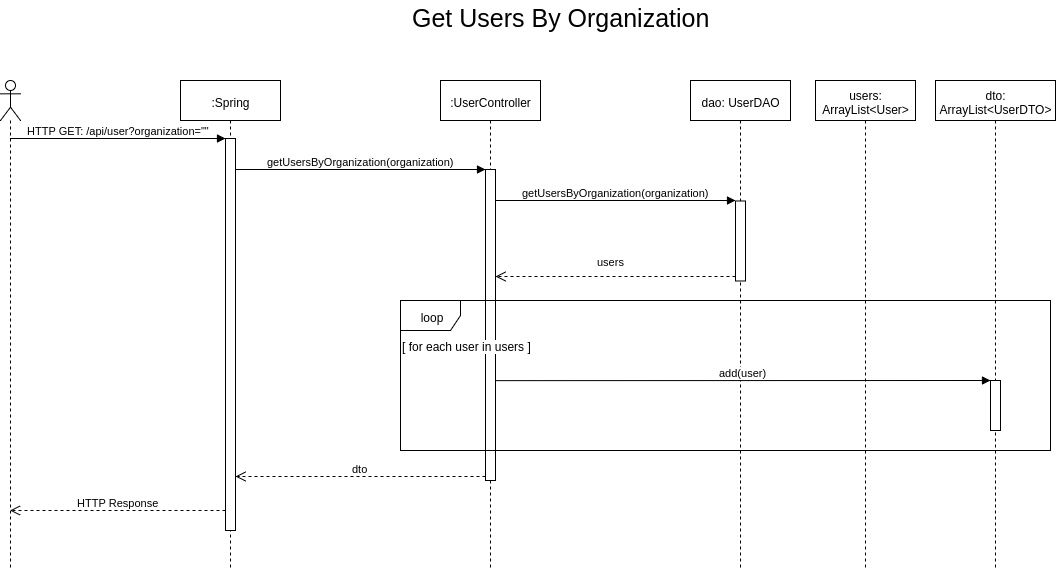 Get Users By Organization
:Spring
:UserController
dao: UserDAO
users:
ArrayList<User>
dto:
ArrayList<UserDTO>
HTTP GET: /api/user?organization=""
getUsersByOrganization(organization)
getUsersByOrganization(organization)
users
loop
[ for each user in users ]
add(user)
dto
HTTP Response